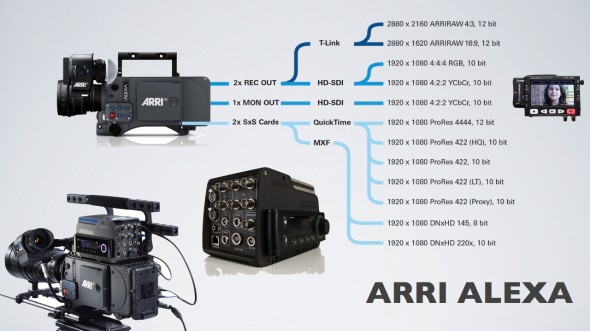 T-Link
2880 x 2160 ARRIRAW 4:3, 12 bit
2880 x 1620 ARRIRAW 16:9, 12 bit
2x REC OUT
HD-SDI
1920 x 1080 4:4:4 RGB, 10 bit
1920 x 1080 4:2:2 YCbCr, 10 bit
1x MON OUT
HD-SDI
1920 x 1080 4:2:2 YCbCr, 10 bit
2x SxS Cards
QuickTime
1920 x 1080 ProRes 4444, 12 bit
MXF
1920 x 1080 ProRes 422 (HQ), 10 bit
1920 x 1080 ProRes 422, 10 bit
1920 x 1080 ProRes 422 (LT), 10 bit
1920 x 1080 ProRes 422 (Proxy), 10 bit
1920 x 1080 DNxHD 145, 8 bit
1920 x 1080 DNxHD 220x, 10 bit
ARRI
ARRI
ALEXA
ARRI
ARRI ALEXA